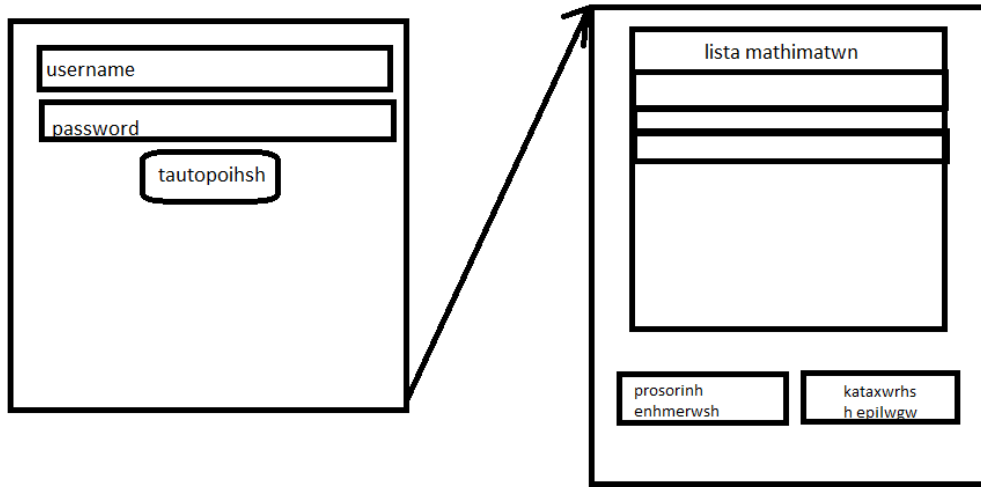 username
password
tautopoihsh
lista mathimatwn
prosorinh
enhmerwsh
kataxwrhs
h epilwgw